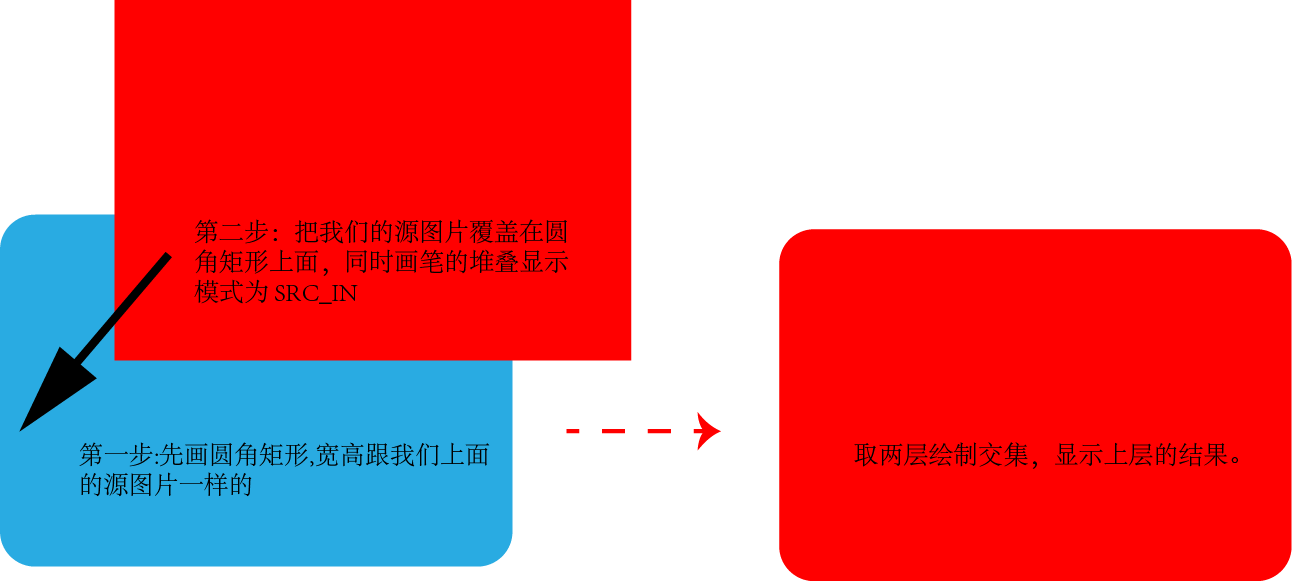 第二步：把我们的源图片覆盖在圆
角矩形上面，同时画笔的堆叠显示
模式为 SRC_IN
第一步:先画圆角矩形,宽高跟我们上面
的源图片一样的
取两层绘制交集，显示上层的结果。